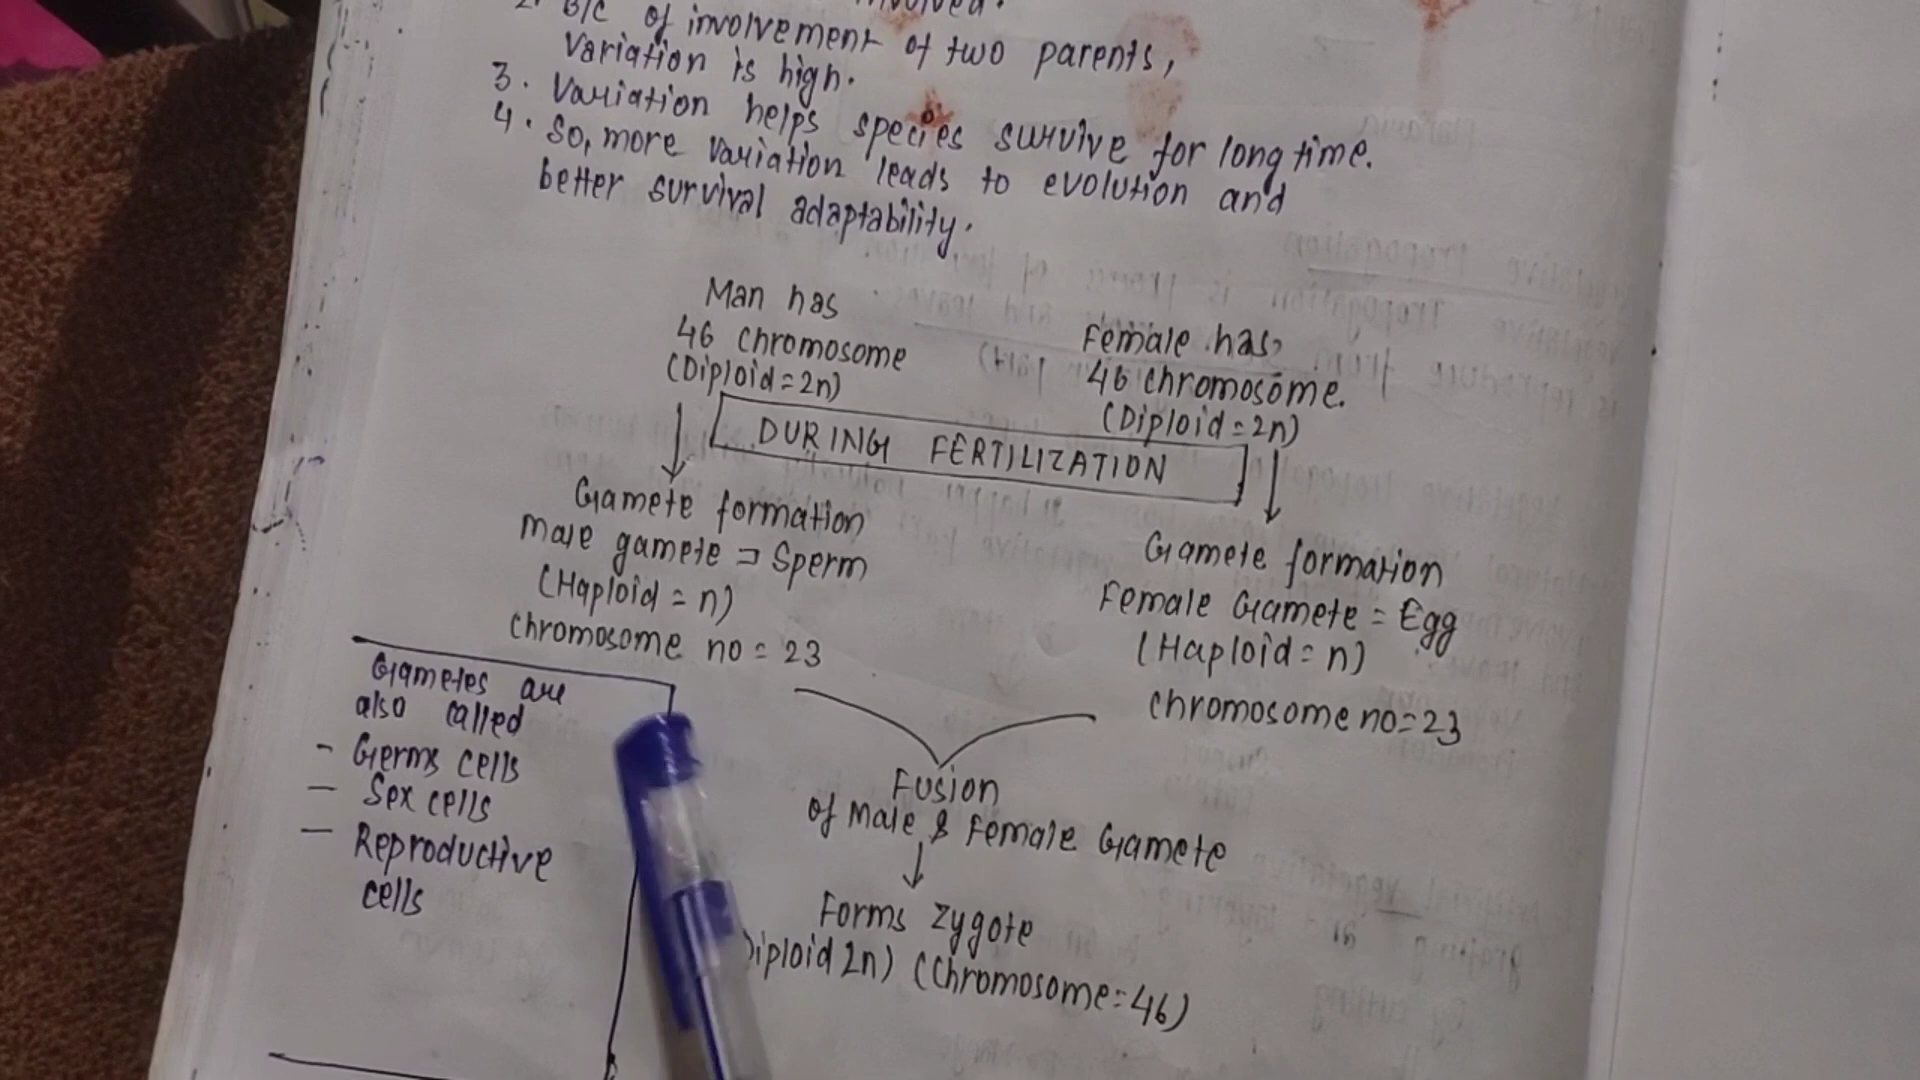 involved.
2. B/c of involvement of two parents,
variation is high.
3. Variation helps species survive for long time.
4. So, more variation leads to evolution and
better survival adaptability.
Man has
46 chromosome
(Diploid = 2n)
Female has
46 chromosome.
(Diploid = 2n)
DURING FERTILIZATION
Gamete formation
male gamete = Sperm
(Haploid = n)
chromosome no = 23
Gamete formation
Female Gamete = Egg
(Haploid = n)
chromosome no = 23
Gametes are
also called
- Germs cells
- Sex cells
- Reproductive
cells
Fusion
of Male & Female Gamete
Forms zygote
Diploid 2n) (Chromosome = 46)